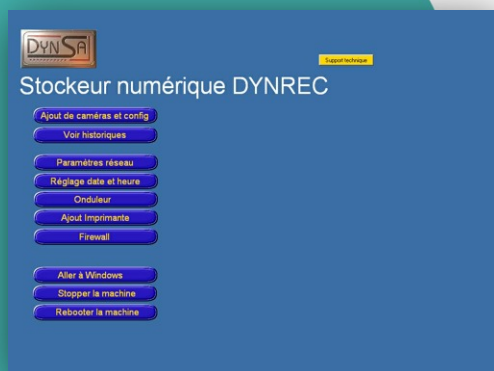 DYNSA
Support technique
Stockeur numérique DYNREC
Ajout de caméras et config
Voir historiques
Paramètres réseau
Réglage date et heure
Onduleur
Ajout Imprimante
Firewall
Aller à Windows
Stopper la machine
Rebooter la machine